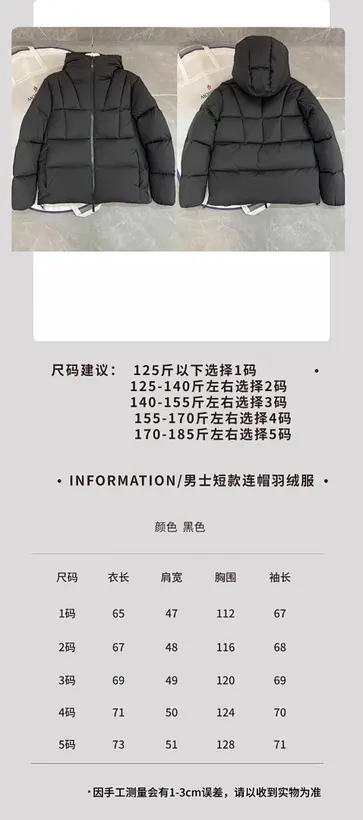 尺码建议： 125斤以下选择1码
125-140斤左右选择2码
140-155斤左右选择3码
155-170斤左右选择4码
170-185斤左右选择5码
• INFORMATION/男士短款连帽羽绒服 •
颜色 黑色
尺码 衣长 肩宽 胸围 袖长
1码 65 47 112 67
2码 67 48 116 68
3码 69 49 120 69
4码 71 50 124 70
5码 73 51 128 71
*因手工测量会有1-3cm误差，请以收到实物为准